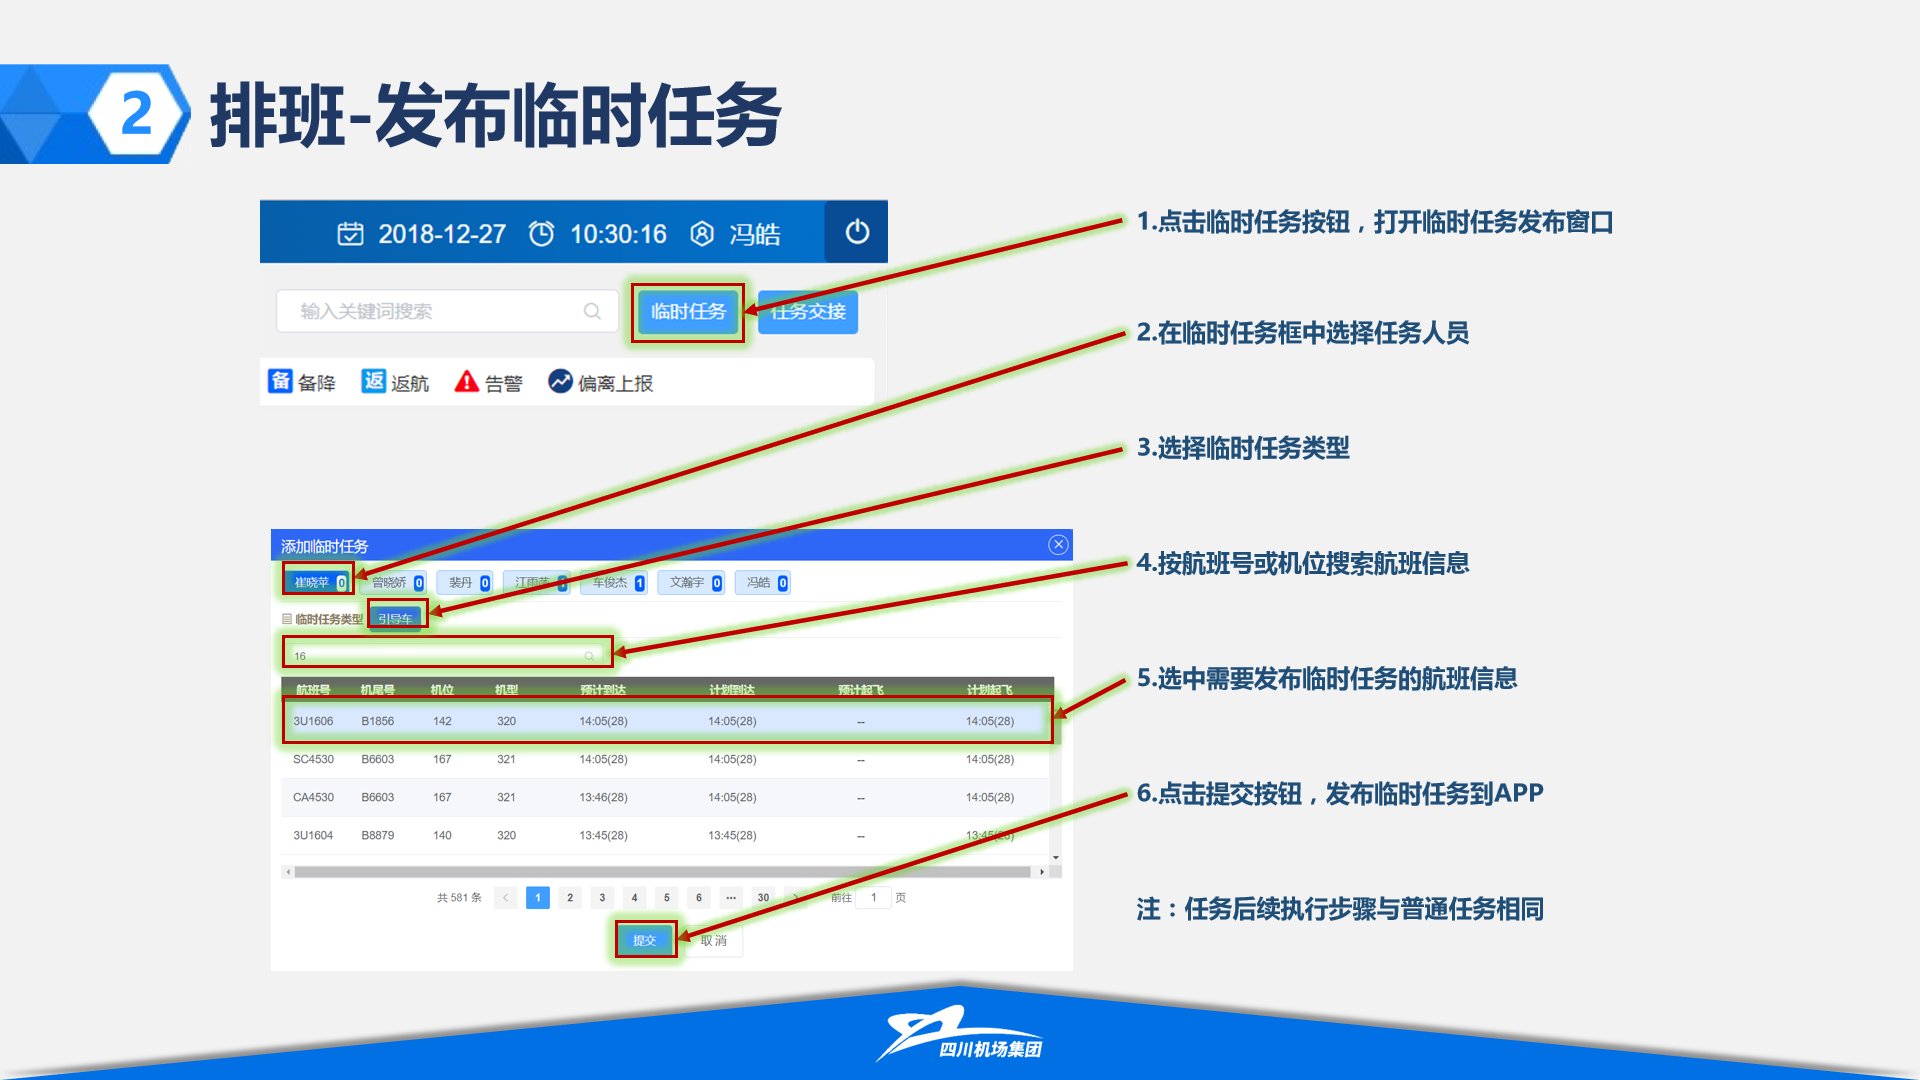 2
排班-发布临时任务
2018-12-27 10:30:16 冯皓
输入关键词搜索 临时任务 任务交接
备 备降 返 返航 告警 偏离上报
1.点击临时任务按钮，打开临时任务发布窗口
2.在临时任务框中选择任务人员
3.选择临时任务类型
4.按航班号或机位搜索航班信息
5.选中需要发布临时任务的航班信息
6.点击提交按钮，发布临时任务到APP
注：任务后续执行步骤与普通任务相同
添加临时任务
崔晓苹 0 曾晓娇 0 裴丹 0 江雨 车俊杰 1 文瀚宇 0 冯皓 0
临时任务类型 引导车
16
航班号 机尾号 机位 机型 预计到达 计划到达 预计起飞 计划起飞
3U1606 B1856 142 320 14:05(28) 14:05(28) -- 14:05(28)
SC4530 B6603 167 321 14:05(28) 14:05(28) -- 14:05(28)
CA4530 B6603 167 321 13:46(28) 14:05(28) -- 14:05(28)
3U1604 B8879 140 320 13:45(28) 13:45(28) -- 13:45(28)
共 581 条 < 1 2 3 4 5 6 ··· 30 > 前往 1 页
提交 取消
四川机场集团